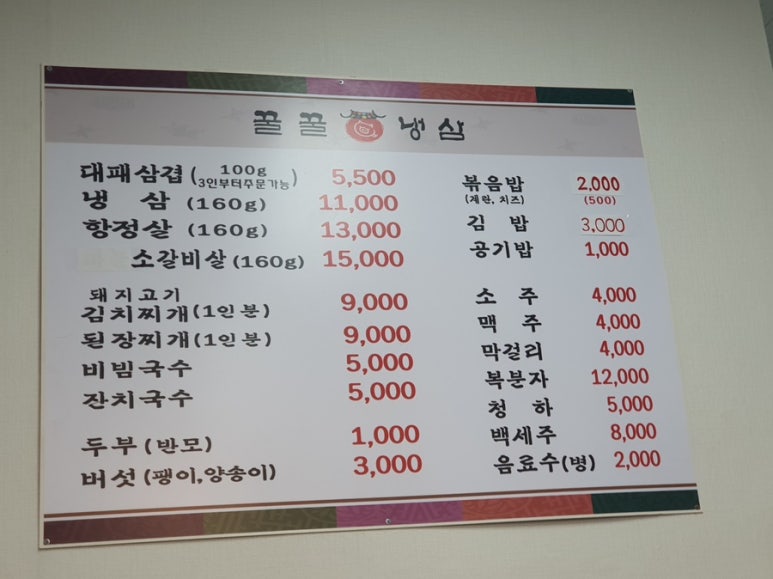 꿀꿀 냉삼
대패삼겹 (100g 3인부터주문가능) 5,500
냉 삼 (160g) 11,000
항정살 (160g) 13,000
소갈비살 (160g) 15,000
돼지고기
김치찌개 (1인분) 9,000
된장찌개 (1인분) 9,000
비빔국수 5,000
잔치국수 5,000
두부 (반모) 1,000
버섯 (팽이,양송이) 3,000
볶음밥 2,000
(계란, 치즈) (500)
김 밥 3,000
공기밥 1,000
소 주 4,000
맥 주 4,000
막걸리 4,000
복분자 12,000
청 하 5,000
백세주 8,000
음료수(병) 2,000